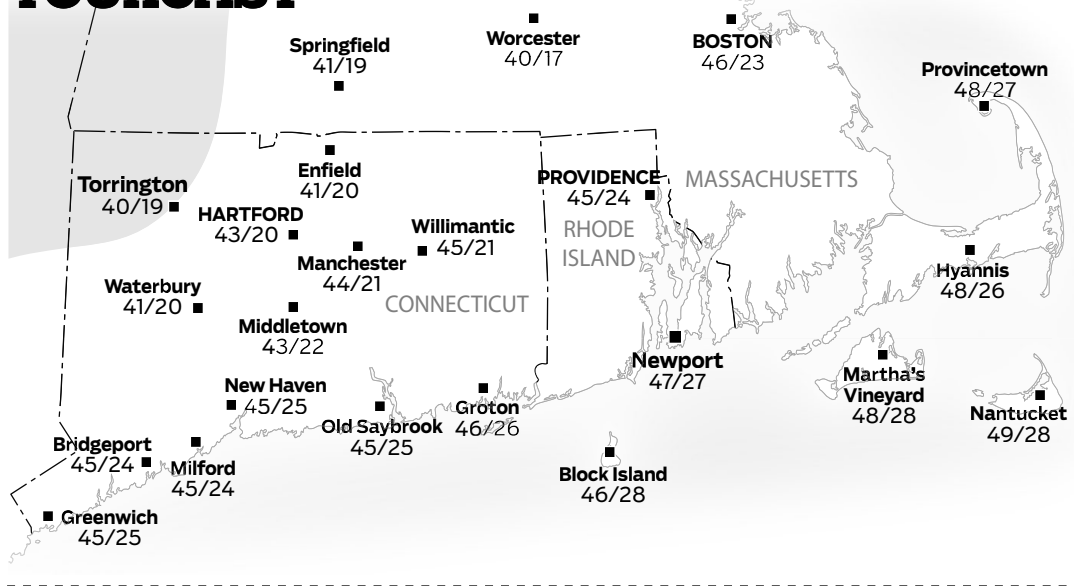 Springfield
41/19
Worcester
40/17
BOSTON
46/23
Provincetown
48/27
Enfield
41/20
Torrington
40/19
HARTFORD
43/20
Willimantic
45/21
Manchester
44/21
PROVIDENCE
45/24
MASSACHUSETTS
RHODE
ISLAND
Hyannis
48/26
Waterbury
41/20
CONNECTICUT
Middletown
43/22
Newport
47/27
Martha's
Vineyard
48/28
Nantucket
49/28
New Haven
45/25
Old Saybrook
45/25
Groton
46/26
Bridgeport
45/24
Milford
45/24
Block Island
46/28
Greenwich
45/25